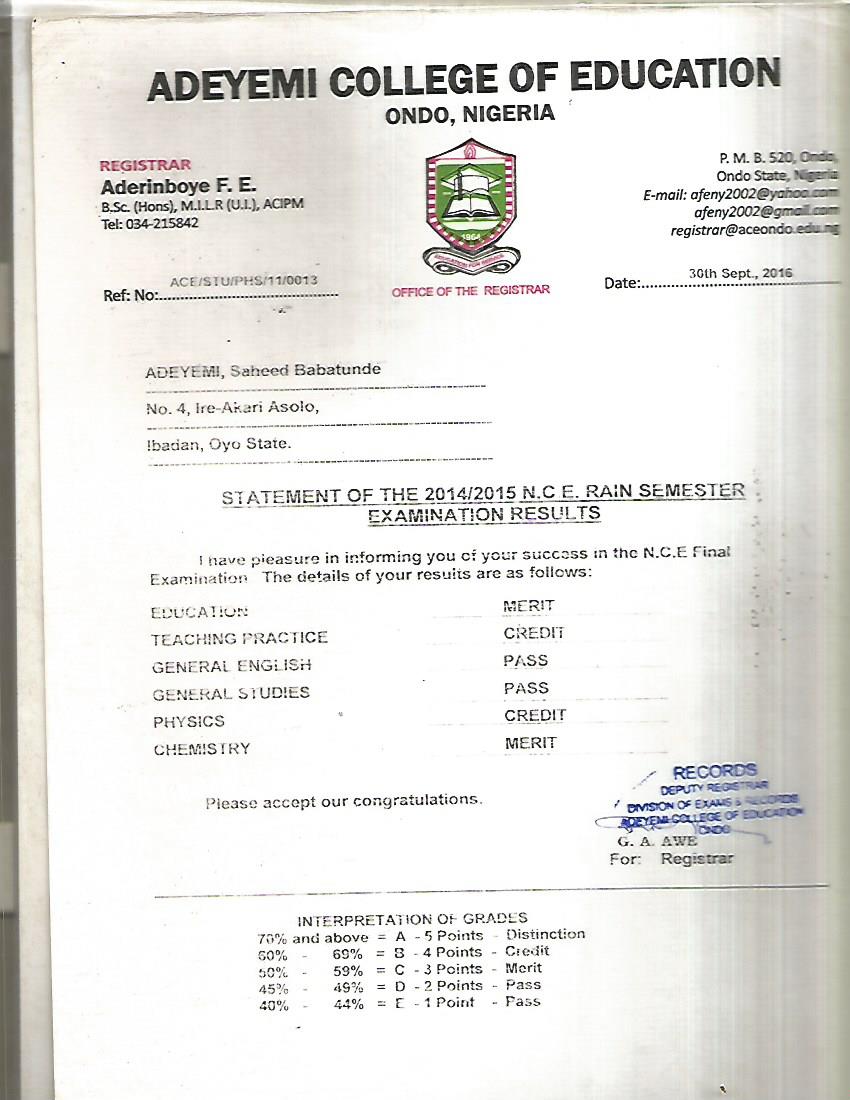 ADEYEMI COLLEGE OF EDUCATION
ONDO, NIGERIA
REGISTRAR
Aderinboye F. E.
B.Sc. (Hons), M.I.L.R (U.I.), ACIPM
Tel: 034-215842
P. M. B. 520, Ondo,
Ondo State, Nigeria
E-mail: afeny2002@yahoo.com
afeny2002@gmail.com
registrar@aceondo.edu.ng
1964
EDUCATION FOR SERVICE
OFFICE OF THE REGISTRAR
Ref: No:ACE/STU/PHS/11/0013
Date:30th Sept., 2016
ADEYEMI, Saheed Babatunde
No. 4, Ire-Akari Asolo,
Ibadan, Oyo State.
STATEMENT OF THE 2014/2015 N.C E. RAIN SEMESTER
EXAMINATION RESULTS
I have pleasure in informing you of your success in the N.C.E Final
Examination The details of your results are as follows:
EDUCATION MERIT
TEACHING PRACTICE CREDIT
GENERAL ENGLISH PASS
GENERAL STUDIES PASS
PHYSICS CREDIT
CHEMISTRY MERIT
Please accept our congratulations.
RECORDS
DEPUTY REGISTRAR
DIVISION OF EXAMS & RECORDS
ADEYEMI COLLEGE OF EDUCATION
ONDO
G. A. AWE
For: Registrar
INTERPRETATION OF GRADES
70% and above = A - 5 Points - Distinction
60% - 69% = B - 4 Points - Credit
50% - 59% = C - 3 Points - Merit
45% - 49% = D - 2 Points - Pass
40% - 44% = E - 1 Point - Pass